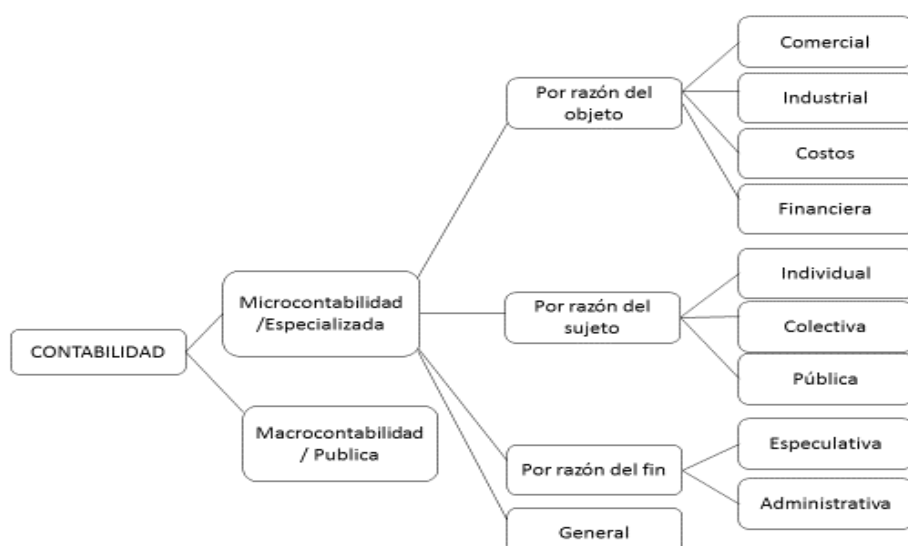 CONTABILIDAD
Microcontabilidad
/Especializada
Macrocontabilidad
/ Publica
Por razón del
objeto
Comercial
Industrial
Costos
Financiera
Por razón del
sujeto
Individual
Colectiva
Pública
Por razón del fin
Especulativa
Administrativa
General